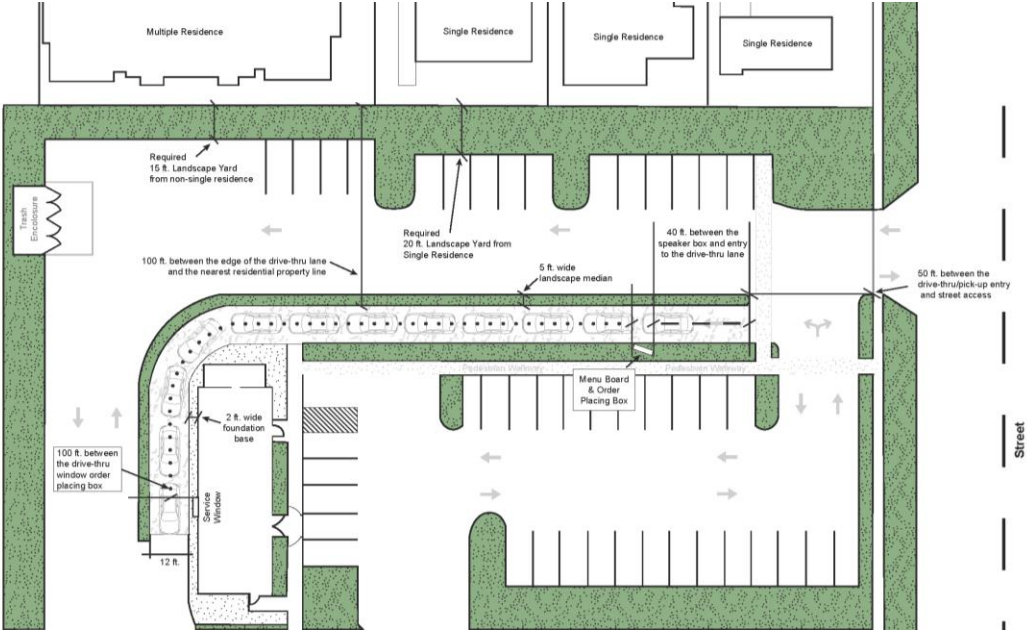 Multiple Residence
Single Residence
Single Residence
Single Residence
Required
15 ft. Landscape Yard
from non-single residence
Trash
Encolosure
Required
20 ft. Landscape Yard from
Single Residence
40 ft. between the
speaker box and entry
to the drive-thru lane
100 ft. between the edge of the drive-thru lane
and the nearest residential property line
5 ft. wide
landscape median
50 ft. between the
drive-thru/pick-up entry
and street access
Pedestrian Walkway
Pedestrian Walkway
Menu Board
& Order
Placing Box
2 ft. wide
foundation
base
100 ft. between
the drive-thru
window order
placing box
Service
Window
12 ft.
Street